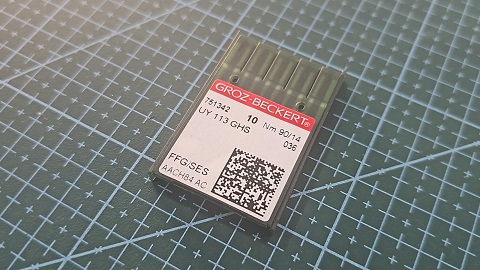 GROZ-BECKERT®
751342 10 Nm 90/14
UY 113 GHS 036
FFG/SES
AACH84 AC